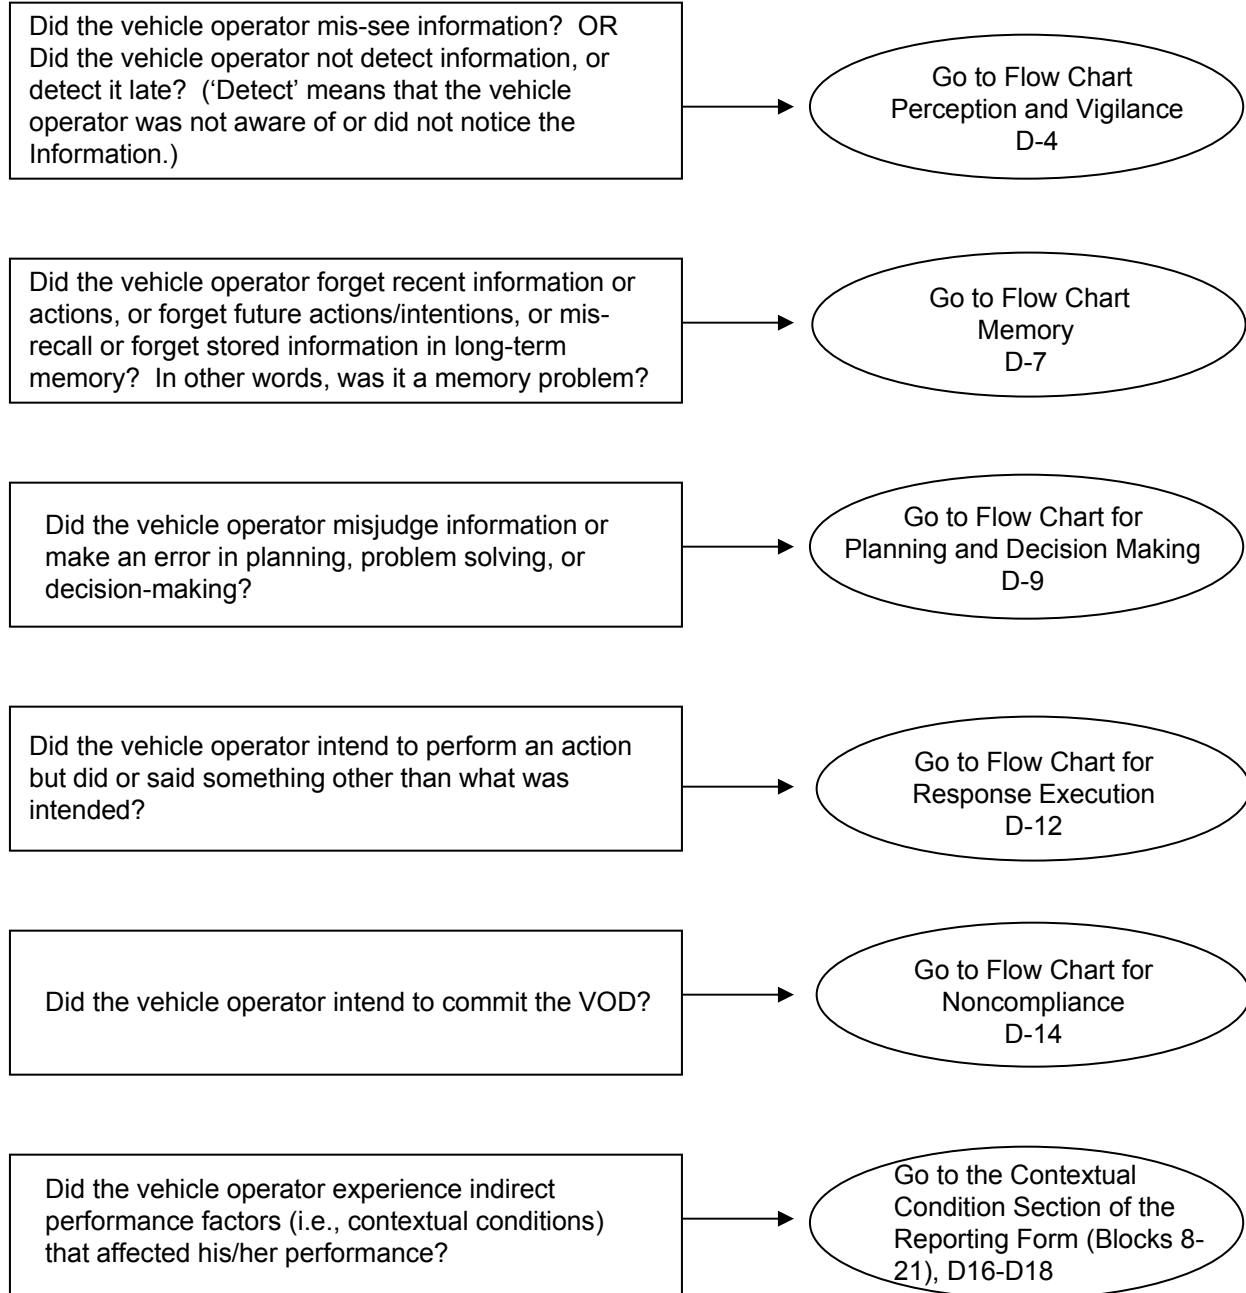 Did the vehicle operator mis-see information?  OR
Did the vehicle operator not detect information, or
detect it late?  (‘Detect’ means that the vehicle
operator was not aware of or did not notice the
Information.)
Go to Flow Chart
Perception and Vigilance
D-4
Did the vehicle operator forget recent information or
actions, or forget future actions/intentions, or mis-
recall or forget stored information in long-term
memory?  In other words, was it a memory problem?
Go to Flow Chart
Memory
D-7
Did the vehicle operator misjudge information or
make an error in planning, problem solving, or
decision-making?
Go to Flow Chart for
Planning and Decision Making
D-9
Did the vehicle operator intend to perform an action
but did or said something other than what was
intended?
Go to Flow Chart for
Response Execution
D-12
Did the vehicle operator intend to commit the VOD?
Go to Flow Chart for
Noncompliance
D-14
Did the vehicle operator experience indirect
performance factors (i.e., contextual conditions)
that affected his/her performance?
Go to the Contextual
Condition Section of the
Reporting Form (Blocks 8-
21), D16-D18